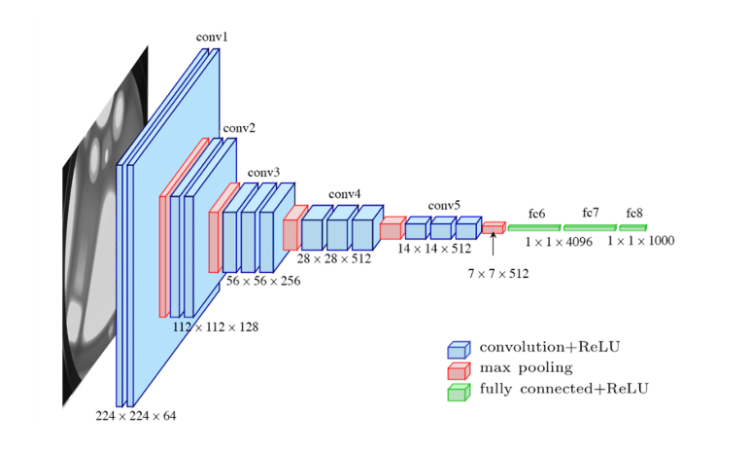 conv1
conv2
conv3
conv4
conv5
fc6
fc7
fc8
1 × 1 × 4096
1 × 1 × 1000
14 × 14 × 512
28 × 28 × 512
7 × 7 × 512
56 × 56 × 256
112 × 112 × 128
224 × 224 × 64
convolution+ReLU
max pooling
fully connected+ReLU